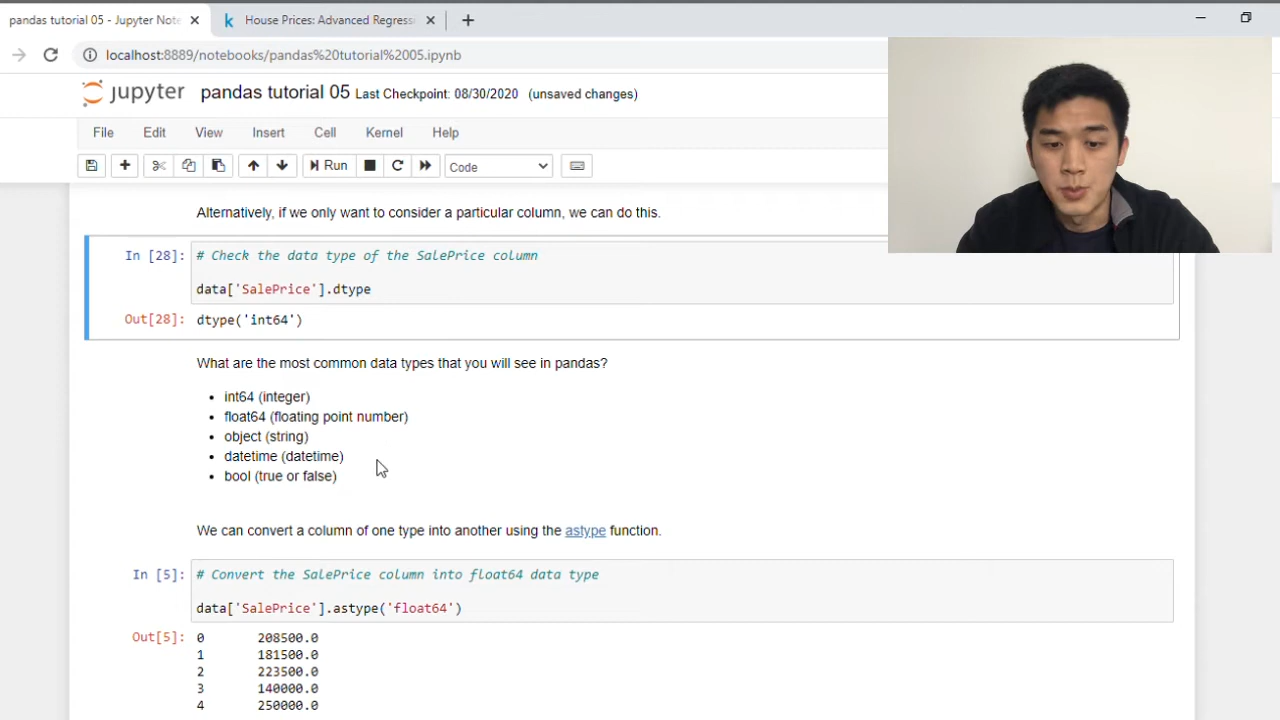 pandas tutorial 05 - Jupyter Note
House Prices: Advanced Regress
localhost:8889/notebooks/pandas%20tutorial%2005.ipynb
jupyter pandas tutorial 05 Last Checkpoint: 08/30/2020 (unsaved changes)
File Edit View Insert Cell Kernel Help
Run Code
Alternatively, if we only want to consider a particular column, we can do this.
In [28]: # Check the data type of the SalePrice column
data['SalePrice'].dtype
Out[28]: dtype('int64')
What are the most common data types that you will see in pandas?
• int64 (integer)
• float64 (floating point number)
• object (string)
• datetime (datetime)
• bool (true or false)
We can convert a column of one type into another using the astype function.
In [5]: # Convert the SalePrice column into float64 data type
data['SalePrice'].astype('float64')
Out[5]: 0 208500.0
1 181500.0
2 223500.0
3 140000.0
4 250000.0